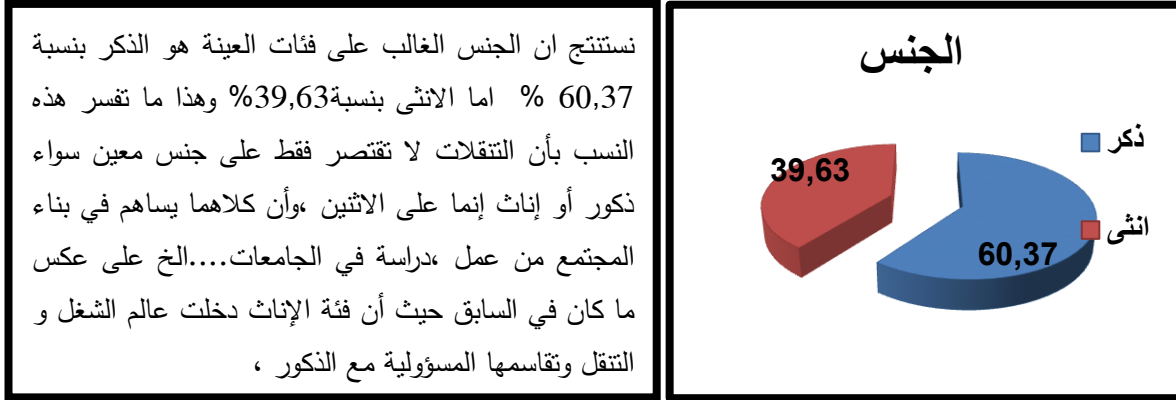 نستنتج ان الجنس الغالب على فئات العينة هو الذكر بنسبة
60,37 % اما الانثى بنسبة39,63% وهذا ما تفسر هذه
النسب بأن التنقلات لا تقتصر فقط على جنس معين سواء
ذكور أو إناث إنما على الاثنين ،وأن كلاهما يساهم في بناء
المجتمع من عمل ،دراسة في الجامعات....الخ على عكس
ما كان في السابق حيث أن فئة الإناث دخلت عالم الشغل و
التنقل وتقاسمها المسؤولية مع الذكور ،
الجنس
ذكر
39,63
انثى
60,37